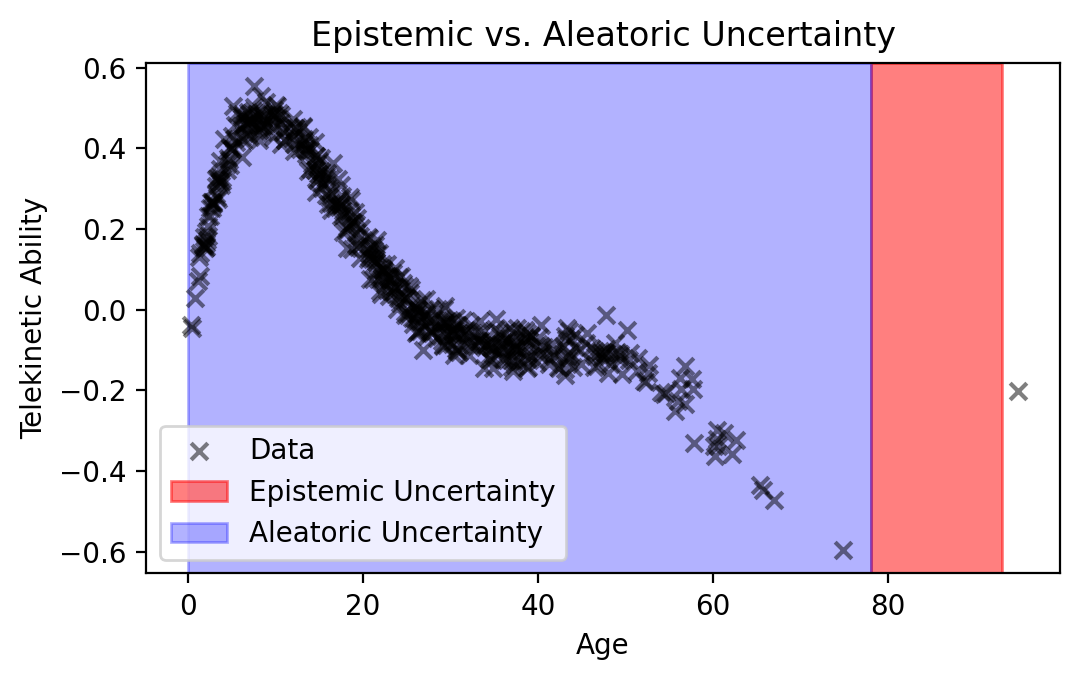 Epistemic vs. Aleatoric Uncertainty
Telekinetic Ability
0.6
0.4
0.2
0.0
−0.2
−0.4
−0.6
Data
Epistemic Uncertainty
Aleatoric Uncertainty
0 20 40 60 80
Age